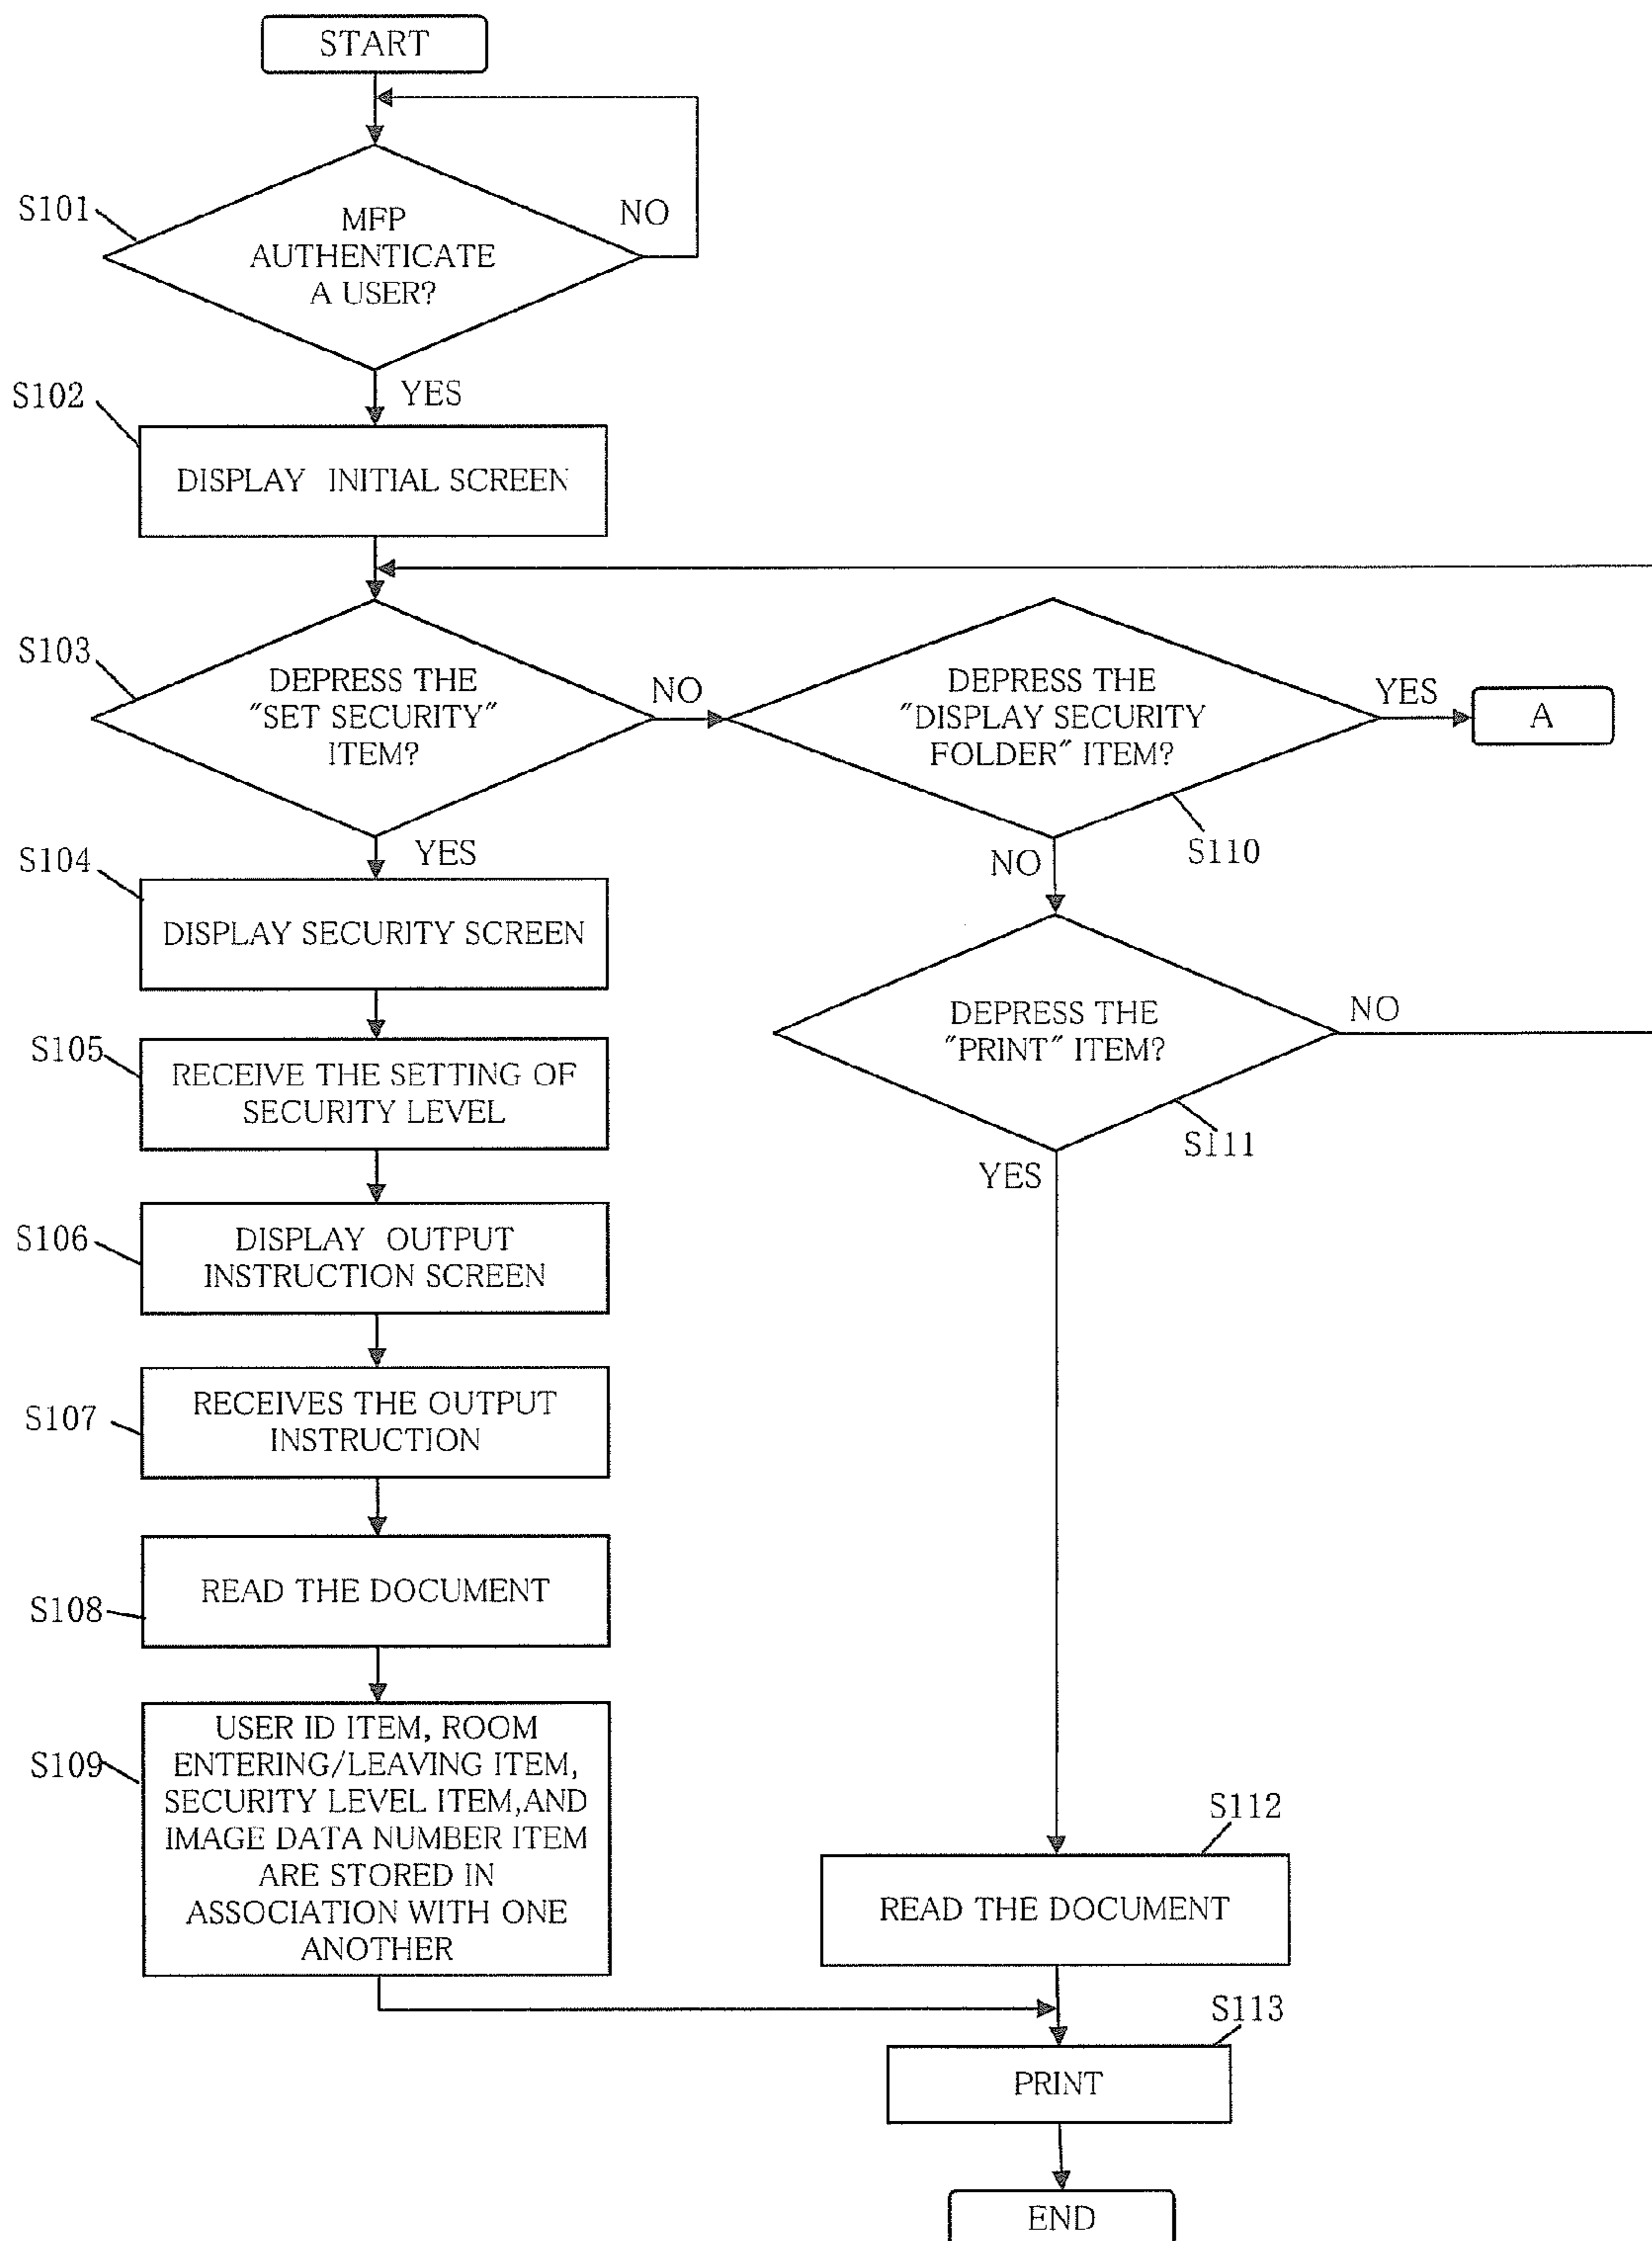 START
S101
MFP
AUTHENTICATE
A USER?
NO
YES
S102
DISPLAY INITIAL SCREEN
S103
DEPRESS THE
"SET SECURITY"
ITEM?
NO
DEPRESS THE
"DISPLAY SECURITY
FOLDER" ITEM?
YES
A
S110
YES
NO
S104
DISPLAY SECURITY SCREEN
DEPRESS THE
"PRINT" ITEM?
NO
S111
YES
S105
RECEIVE THE SETTING OF
SECURITY LEVEL
S106
DISPLAY OUTPUT
INSTRUCTION SCREEN
S107
RECEIVES THE OUTPUT
INSTRUCTION
S108
READ THE DOCUMENT
S109
USER ID ITEM, ROOM
ENTERING/LEAVING ITEM,
SECURITY LEVEL ITEM,AND
IMAGE DATA NUMBER ITEM
ARE STORED IN
ASSOCIATION WITH ONE
ANOTHER
S112
READ THE DOCUMENT
S113
PRINT
END